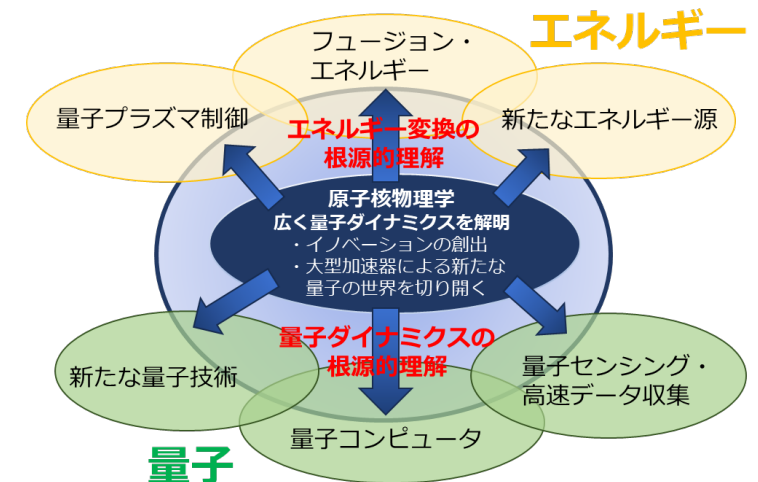 エネルギー
フュージョン・
エネルギー
量子プラズマ制御
新たなエネルギー源
エネルギー変換の
根源的理解
原子核物理学
広く量子ダイナミクスを解明
・イノベーションの創出
・大型加速器による新たな
量子の世界を切り開く
量子ダイナミクスの
根源的理解
新たな量子技術
量子センシング・
高速データ収集
量子コンピュータ
量子